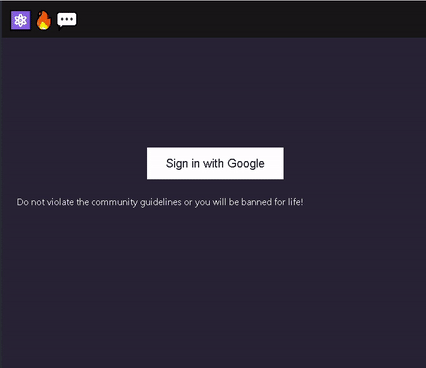 ⚛️🔥💬
Sign in with Google
Do not violate the community guidelines or you will be banned for life!